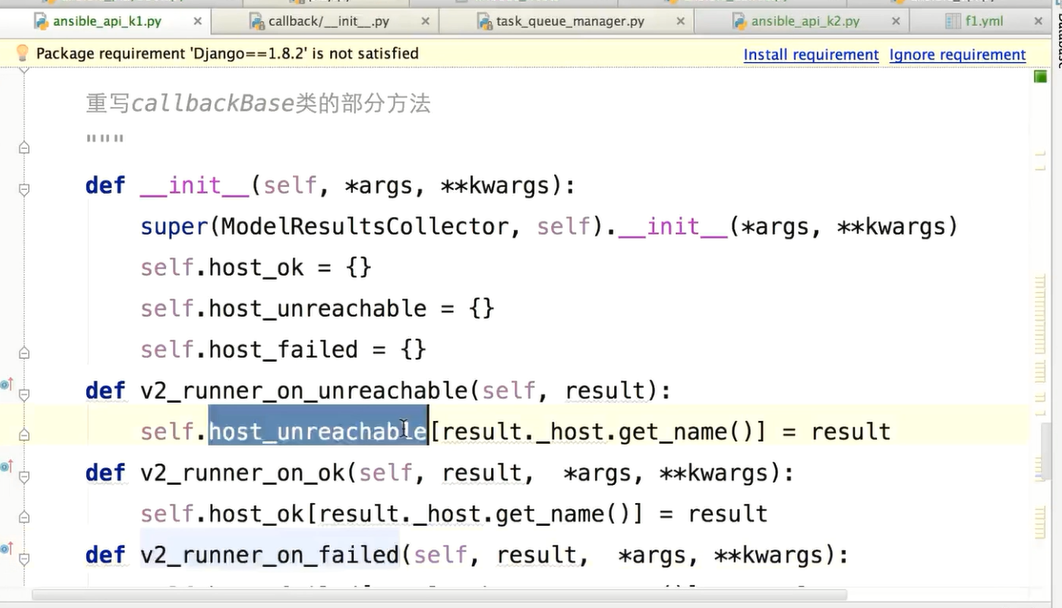 ansible_api_k1.py callback/__init__.py task_queue_manager.py ansible_api_k2.py f1.yml
Package requirement 'Django==1.8.2' is not satisfied Install requirement Ignore requirement
重写callbackBase类的部分方法
"""
def __init__(self, *args, **kwargs):
super(ModelResultsCollector, self).__init__(*args, **kwargs)
self.host_ok = {}
self.host_unreachable = {}
self.host_failed = {}
def v2_runner_on_unreachable(self, result):
self.host_unreachable[result._host.get_name()] = result
def v2_runner_on_ok(self, result,  *args, **kwargs):
self.host_ok[result._host.get_name()] = result
def v2_runner_on_failed(self, result,  *args, **kwargs):